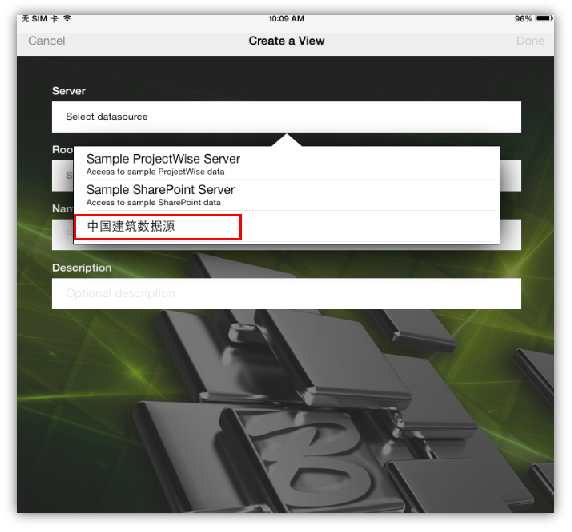 无 SIM 卡
10:09 AM
96%
Cancel
Create a View
Done
Server
Select datasource
Sample ProjectWise Server
Access to sample ProjectWise data
Sample SharePoint Server
Access to sample SharePoint data
中国建筑数据源
Description
Optional description